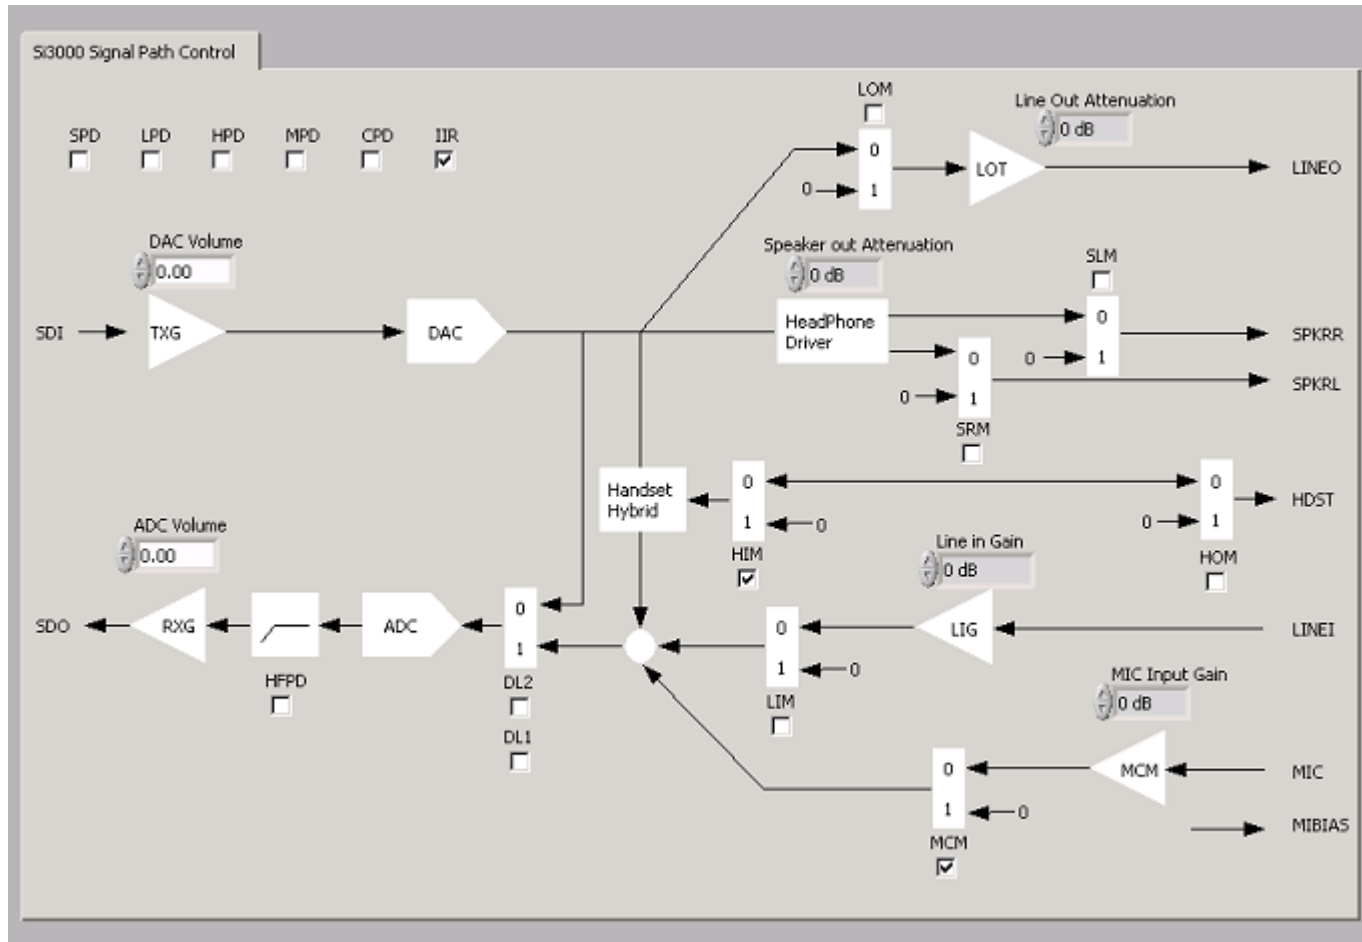 Si3000 Signal Path Control
LOM
Line Out Attenuation
0 dB
SPD LPD HPD MPD CPD IIR
0
LOT
LINEO
0
1
DAC Volume
0.00
Speaker out Attenuation
0 dB
SLM
SDI
TXG
DAC
HeadPhone
Driver
0
SPKRR
0
0
1
SPKRL
0
1
SRM
Handset
Hybrid
0
0
HDST
1
0
0
1
HIM
HOM
ADC Volume
0.00
Line in Gain
0 dB
SDO
RXG
ADC
0
0
LIG
LINEI
1
1
0
HFPD
DL2
LIM
MIC Input Gain
0 dB
DL1
0
MCM
MIC
1
0
MIBIAS
MCM